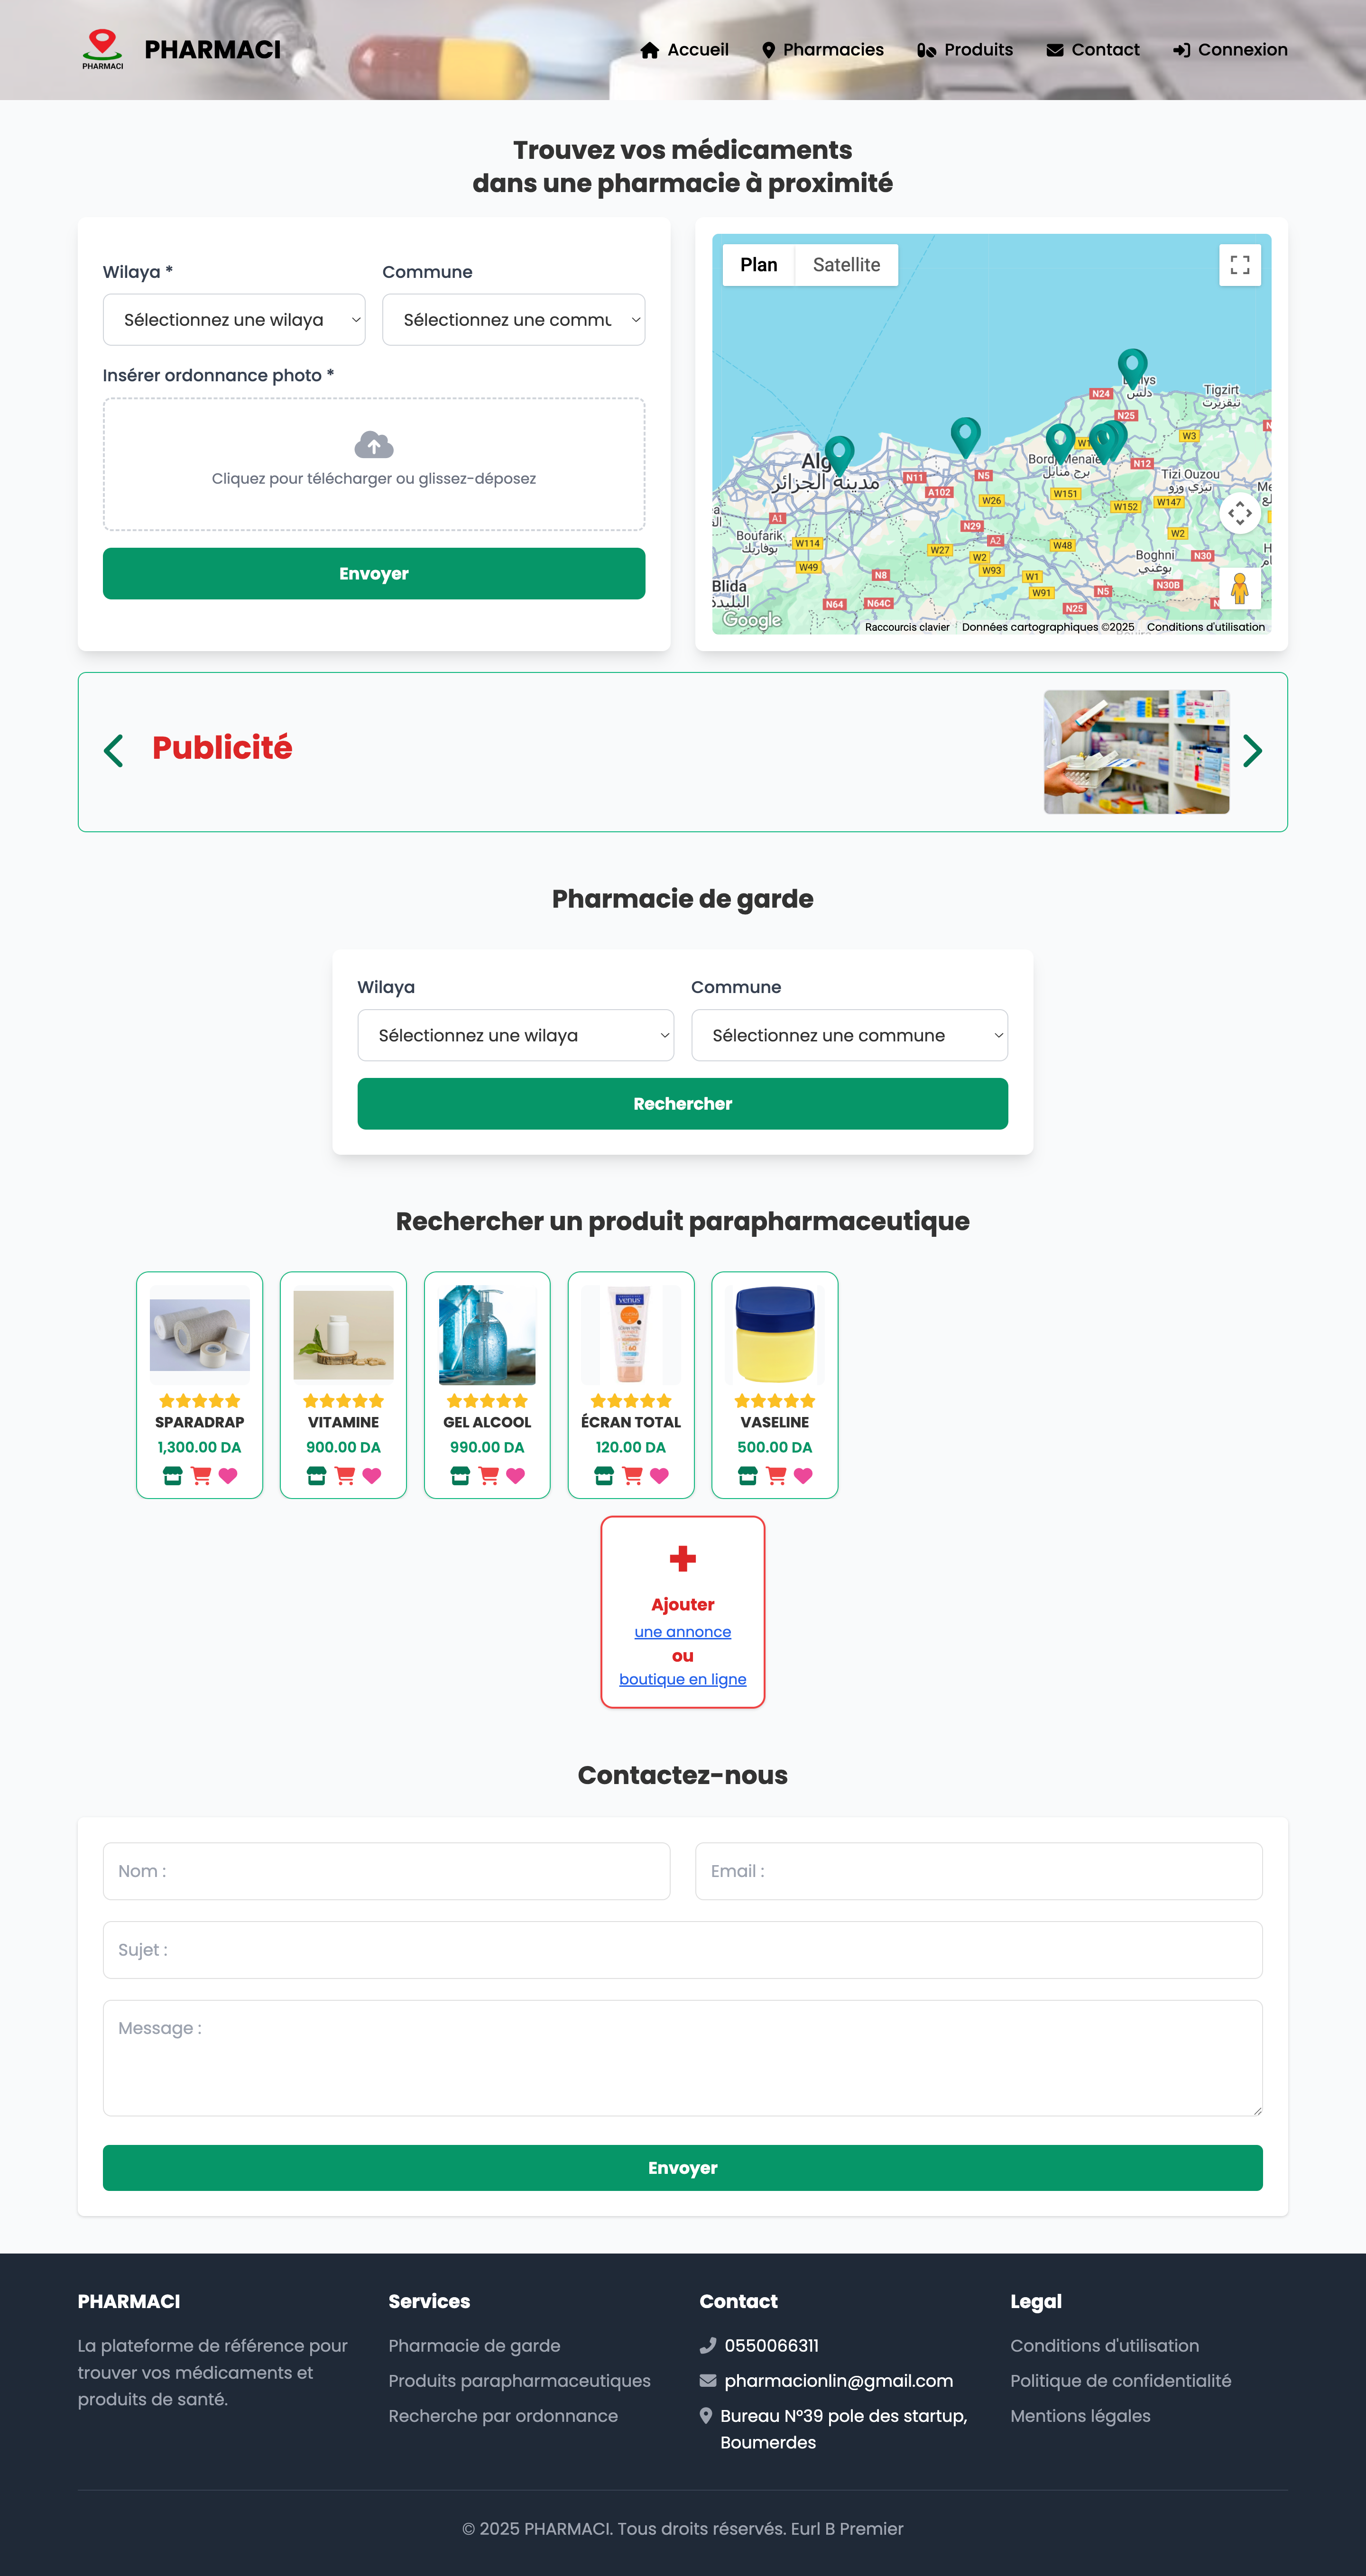 PHARMACI
PHARMACI
Accueil
Pharmacies
Produits
Contact
Connexion
Trouvez vos médicaments
dans une pharmacie à proximité
Wilaya *
Commune
Sélectionnez une wilaya
Sélectionnez une commu
Insérer ordonnance photo *
Cliquez pour télécharger ou glissez-déposez
Envoyer
Plan
Satellite
N24
دلس
Tigzirt
تيقزيرت
N25
W3
Alg
مدينة الجزائر
Bordj Menaïel
برج منايل
N12
N11
N5
A102
W26
W151
W152
Tizi Ouzou
تيزي وزو
W147
A1
Boufarik
بوفاريك
W114
N29
A2
W48
W2
W27
W2
W49
W93
Boghni
بوغني
N30
N8
W1
W91
N5
N30B
Blida
البليدة
N64
N64C
N25
Google
Raccourcis clavier
Données cartographiques ©2025
Conditions d'utilisation
Publicité
Pharmacie de garde
Wilaya
Commune
Sélectionnez une wilaya
Sélectionnez une commune
Rechercher
Rechercher un produit parapharmaceutique
venus
SPARADRAP
1,300.00 DA
VITAMINE
900.00 DA
GEL ALCOOL
990.00 DA
ÉCRAN TOTAL
120.00 DA
VASELINE
500.00 DA
Ajouter
une annonce
ou
boutique en ligne
Contactez-nous
Nom :
Email :
Sujet :
Message :
Envoyer
PHARMACI
La plateforme de référence pour
trouver vos médicaments et
produits de santé.
Services
Pharmacie de garde
Produits parapharmaceutiques
Recherche par ordonnance
Contact
0550066311
pharmacionlin@gmail.com
Bureau N°39 pole des startup,
Boumerdes
Legal
Conditions d'utilisation
Politique de confidentialité
Mentions légales
© 2025 PHARMACI. Tous droits réservés. Eurl B Premier